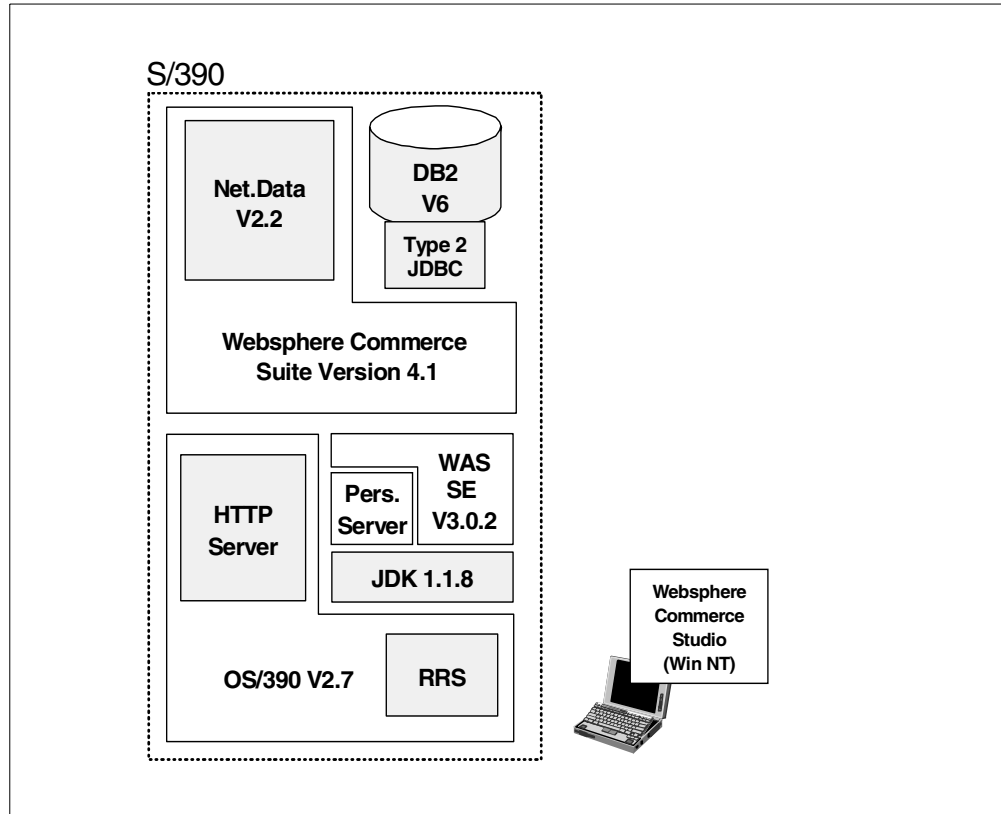 S/390
Net.Data
V2.2
DB2
V6
Type 2
JDBC
Websphere Commerce
Suite Version 4.1
HTTP
Server
Pers.
Server
WAS
SE
V3.0.2
JDK 1.1.8
OS/390 V2.7
RRS
Websphere
Commerce
Studio
(Win NT)